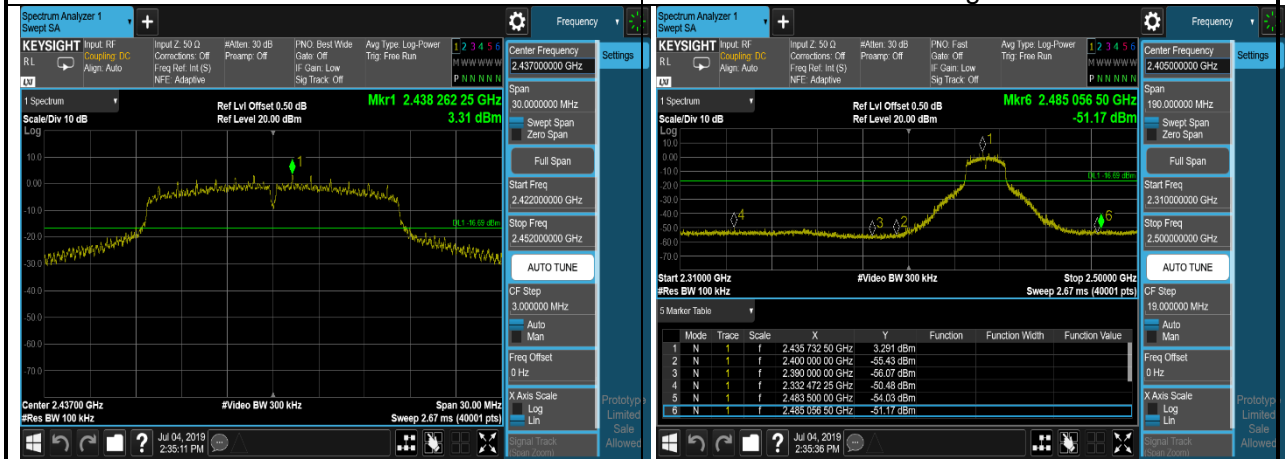 Spectrum Analyzer 1
Swept SA
Frequency
KEYSIGHT
RL
LXI
Input: RF
Coupling: DC
Align: Auto
Input Z: 50 Ω
Corrections: Off
Freq Ref: Int (S)
NFE: Adaptive
#Atten: 30 dB
Preamp: Off
PNO: Best Wide
Gate: Off
IF Gain: Low
Sig Track: Off
Avg Type: Log-Power
Trig: Free Run
1 2 3 4 5 6
M W W W W W
P N N N N N
Center Frequency
2.437000000 GHz
Settings
1 Spectrum
Scale/Div 10 dB
Ref Lvl Offset 0.50 dB
Ref Level 20.00 dBm
Mkr1 2.438 262 25 GHz
3.31 dBm
Span
30.0000000 MHz
Swept Span
Zero Span
Full Span
Start Freq
2.422000000 GHz
Stop Freq
2.452000000 GHz
AUTO TUNE
CF Step
3.000000 MHz
Auto
Man
Freq Offset
0 Hz
X Axis Scale
Log
Lin
Signal Track
(Span Zoom)
Log
10.0
0.00
-10.0
-20.0
-30.0
-40.0
-50.0
-60.0
-70.0
1
DL1 -16.69 dBm
Center 2.43700 GHz
#Res BW 100 kHz
#Video BW 300 kHz
Span 30.00 MHz
Sweep 2.67 ms (40001 pts)
Jul 04, 2019
2:35:11 PM
Prototype
Limited
Sale
Allowed
Spectrum Analyzer 1
Swept SA
Frequency
KEYSIGHT
RL
LXI
Input: RF
Coupling: DC
Align: Auto
Input Z: 50 Ω
Corrections: Off
Freq Ref: Int (S)
NFE: Adaptive
#Atten: 30 dB
Preamp: Off
PNO: Fast
Gate: Off
IF Gain: Low
Sig Track: Off
Avg Type: Log-Power
Trig: Free Run
1 2 3 4 5 6
M W W W W W
P N N N N N
Center Frequency
2.405000000 GHz
Settings
1 Spectrum
Scale/Div 10 dB
Ref Lvl Offset 0.50 dB
Ref Level 20.00 dBm
Mkr6 2.485 056 50 GHz
-51.17 dBm
Span
190.000000 MHz
Swept Span
Zero Span
Full Span
Start Freq
2.310000000 GHz
Stop Freq
2.500000000 GHz
AUTO TUNE
CF Step
19.000000 MHz
Auto
Man
Freq Offset
0 Hz
X Axis Scale
Log
Lin
Signal Track
(Span Zoom)
Log
10.0
0.00
-10.0
-20.0
-30.0
-40.0
-50.0
-60.0
-70.0
1
4
3
2
6
DL1 -16.69 dBm
Start 2.31000 GHz
#Res BW 100 kHz
#Video BW 300 kHz
Stop 2.50000 GHz
Sweep 2.67 ms (40001 pts)
5 Marker Table
Mode Trace Scale X Y Function Function Width Function Value
1 N 1 f 2.435 732 50 GHz 3.291 dBm
2 N 1 f 2.400 000 00 GHz -55.43 dBm
3 N 1 f 2.390 000 00 GHz -56.07 dBm
4 N 1 f 2.332 472 25 GHz -50.48 dBm
5 N 1 f 2.483 500 00 GHz -54.03 dBm
6 N 1 f 2.485 056 50 GHz -51.17 dBm
Jul 04, 2019
2:35:36 PM
Prototype
Limited
Sale
Allowed